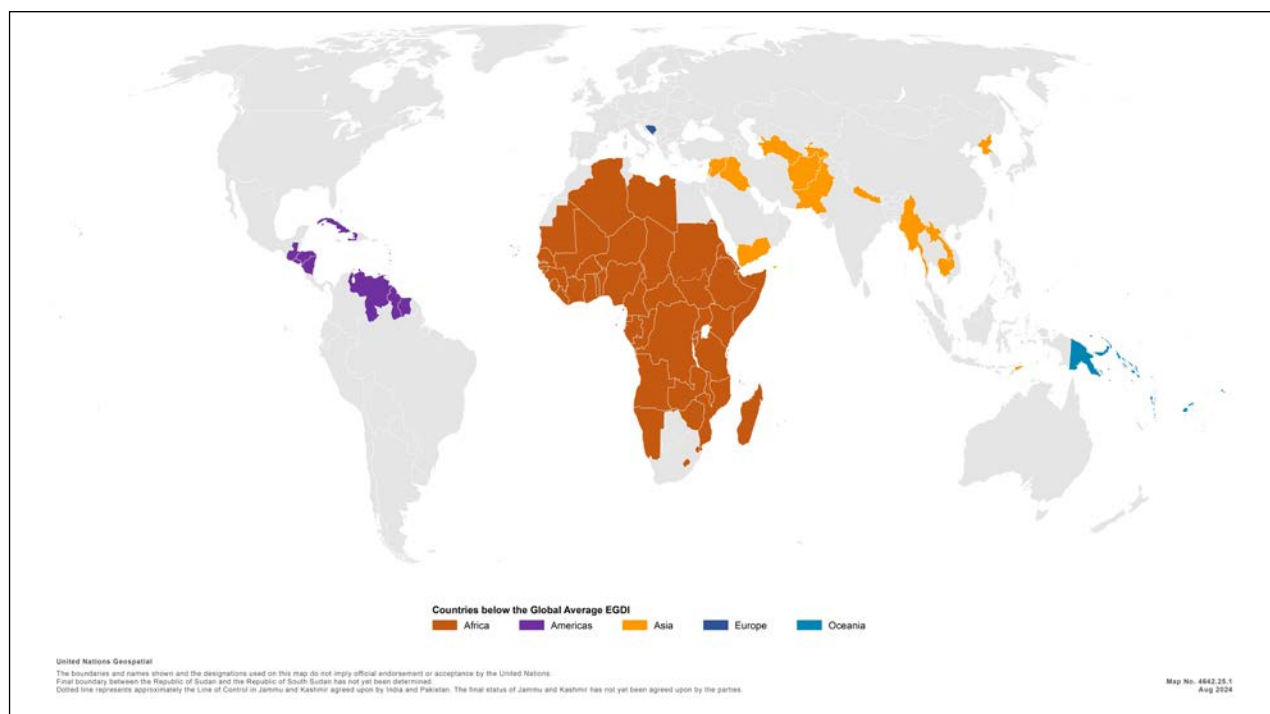 Countries below the Global Average EGDI
Africa Americas Asia Europe Oceania
United Nations Geospatial
The boundaries and names shown and the designations used on this map do not imply official endorsement or acceptance by the United Nations.
Final boundary between the Republic of Sudan and the Republic of South Sudan has not yet been determined.
Dotted line represents approximately the Line of Control in Jammu and Kashmir agreed upon by India and Pakistan. The final status of Jammu and Kashmir has not yet been agreed upon by the parties.
Map No. 4642.25.1
Aug 2024